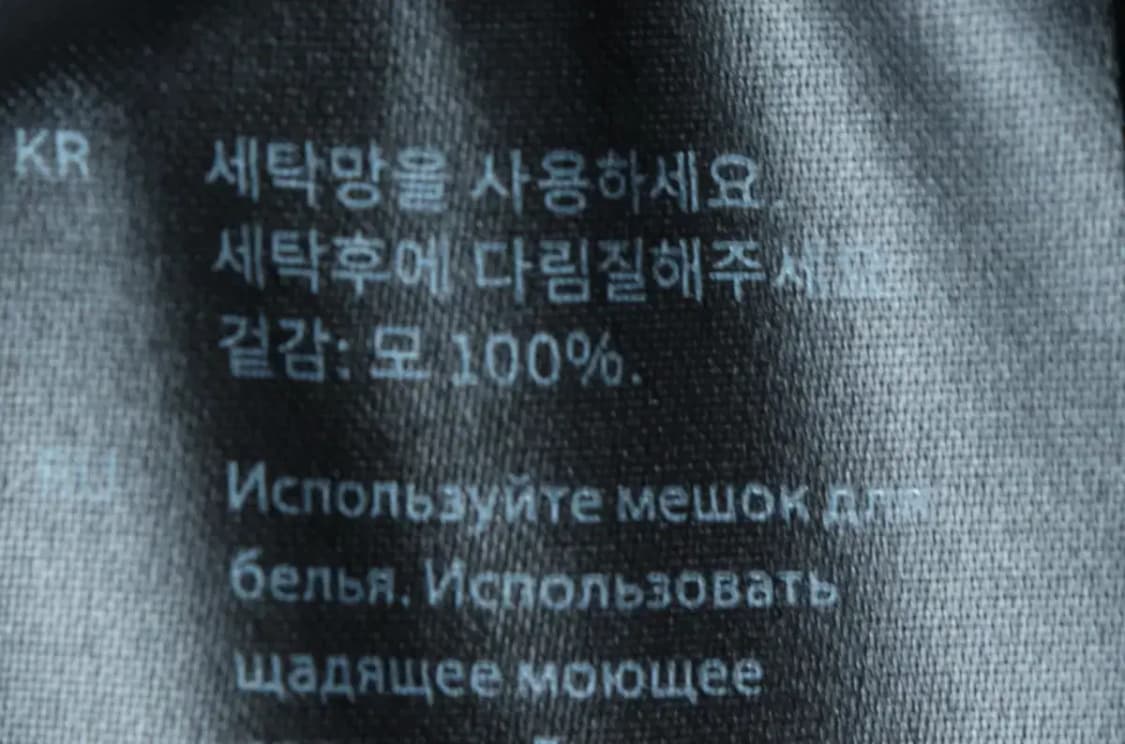 KR
세탁망을 사용하세요.
세탁후에 다림질해주세요
겉감: 모 100%.
RU
Используйте мешок для
белья. Использовать
щадящее моющее